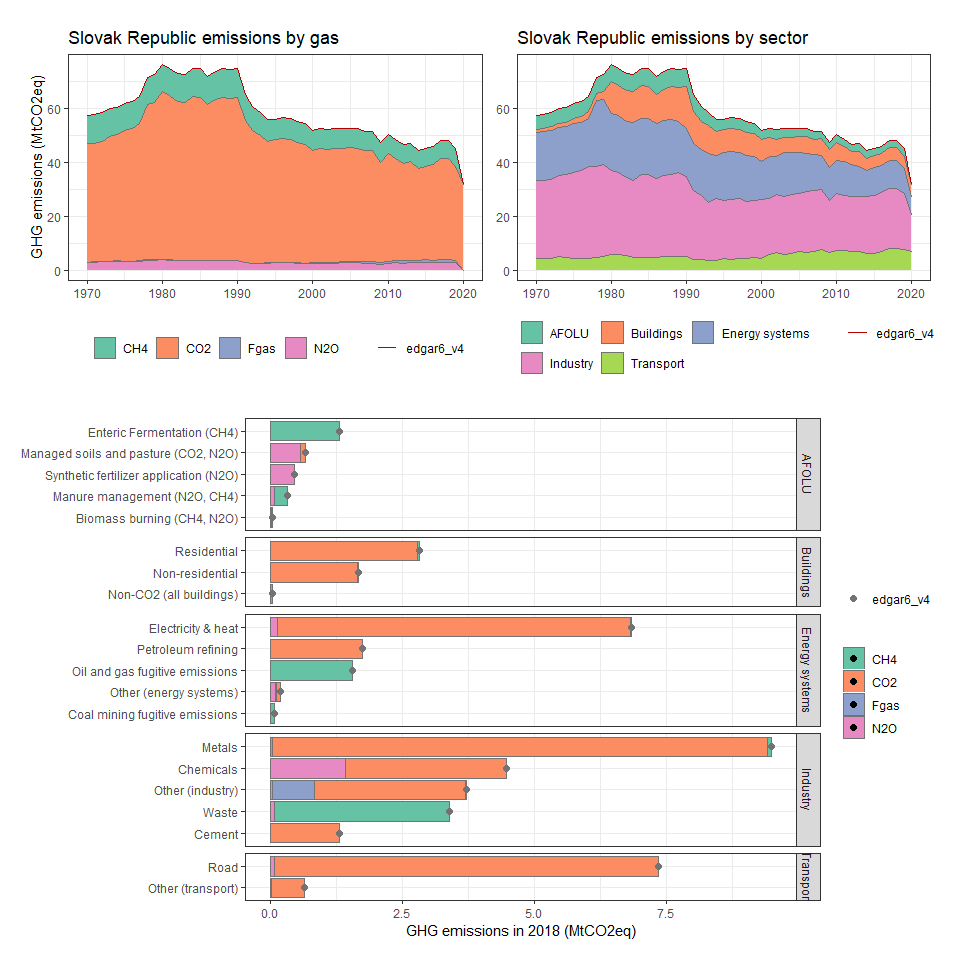 Slovak Republic emissions by gas
GHG emissions (MtCO2eq)
60
40
20
0
1970 1980 1990 2000 2010 2020
CH4 CO2 Fgas N2O edgar6_v4
Slovak Republic emissions by sector
60
40
20
0
1970 1980 1990 2000 2010 2020
AFOLU Buildings Energy systems edgar6_v4
Industry Transport
Enteric Fermentation (CH4)
Managed soils and pasture (CO2, N2O)
Synthetic fertilizer application (N2O)
Manure management (N2O, CH4)
Biomass burning (CH4, N2O)
AFOLU
Residential
Non-residential
Non-CO2 (all buildings)
Buildings
Electricity & heat
Petroleum refining
Oil and gas fugitive emissions
Other (energy systems)
Coal mining fugitive emissions
Energy systems
Metals
Chemicals
Other (industry)
Waste
Cement
Industry
Road
Other (transport)
Transport
0.0 2.5 5.0 7.5
GHG emissions in 2018 (MtCO2eq)
edgar6_v4
CH4
CO2
Fgas
N2O